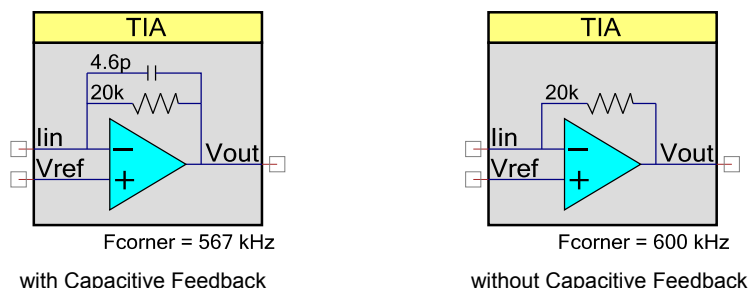 TIA
4.6p
20k
Iin
Vref
Vout
−
+
Fcorner = 567 kHz
with Capacitive Feedback
TIA
20k
Iin
Vref
Vout
−
+
Fcorner = 600 kHz
without Capacitive Feedback